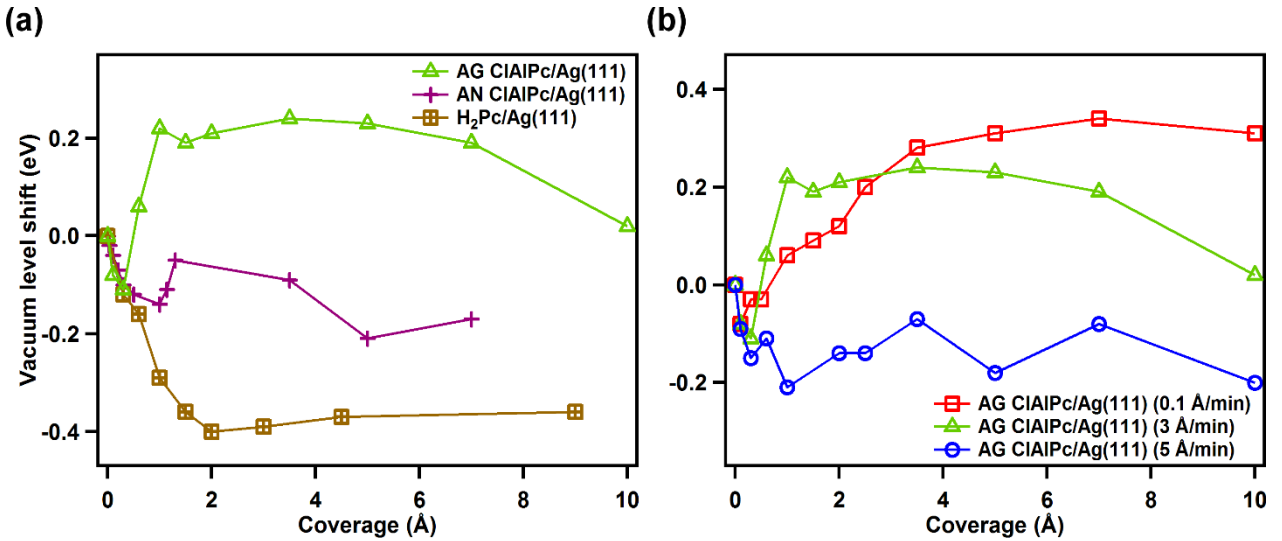 (a)
AG ClAlPc/Ag(111)
AN ClAlPc/Ag(111)
H₂Pc/Ag(111)
0.2
0.0
-0.2
-0.4
Vacuum level shift (eV)
0 2 4 6 8 10
Coverage (Å)
(b)
0.4
0.2
0.0
-0.2
AG ClAlPc/Ag(111) (0.1 Å/min)
AG ClAlPc/Ag(111) (3 Å/min)
AG ClAlPc/Ag(111) (5 Å/min)
0 2 4 6 8 10
Coverage (Å)